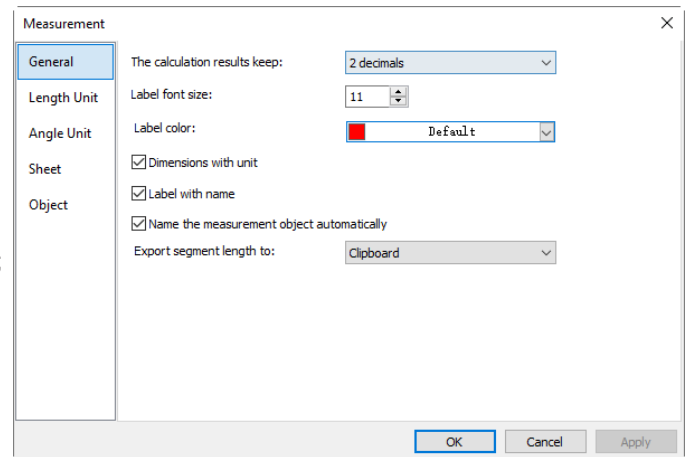 Measurement
General
Length Unit
Angle Unit
Sheet
Object
The calculation results keep: 2 decimals
Label font size: 11
Label color: Default
Dimensions with unit
Label with name
Name the measurement object automatically
Export segment length to: Clipboard
OK Cancel Apply